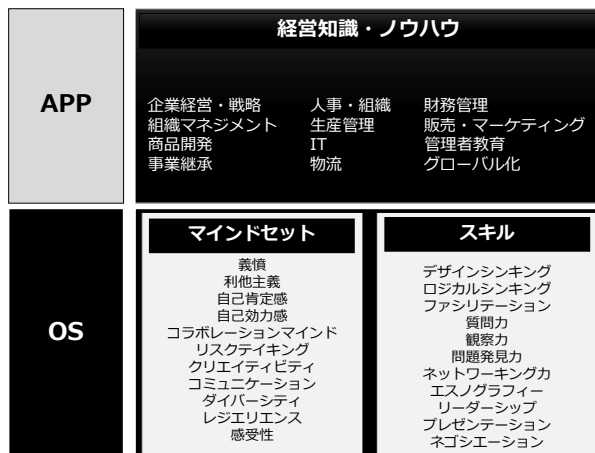 APP
経営知識・ノウハウ
企業経営・戦略 人事・組織 財務管理
組織マネジメント 生産管理 販売・マーケティング
商品開発 IT 管理者教育
事業継承 物流 グローバル化
OS
マインドセット
義憤
利他主義
自己肯定感
自己効力感
コラボレーションマインド
リスクテイキング
クリエイティビティ
コミュニケーション
ダイバーシティ
レジエリエンス
感受性
スキル
デザインシンキング
ロジカルシンキング
ファシリテーション
質問力
観察力
問題発見力
ネットワーキング力
エスノグラフィー
リーダーシップ
プレゼンテーション
ネゴシエーション